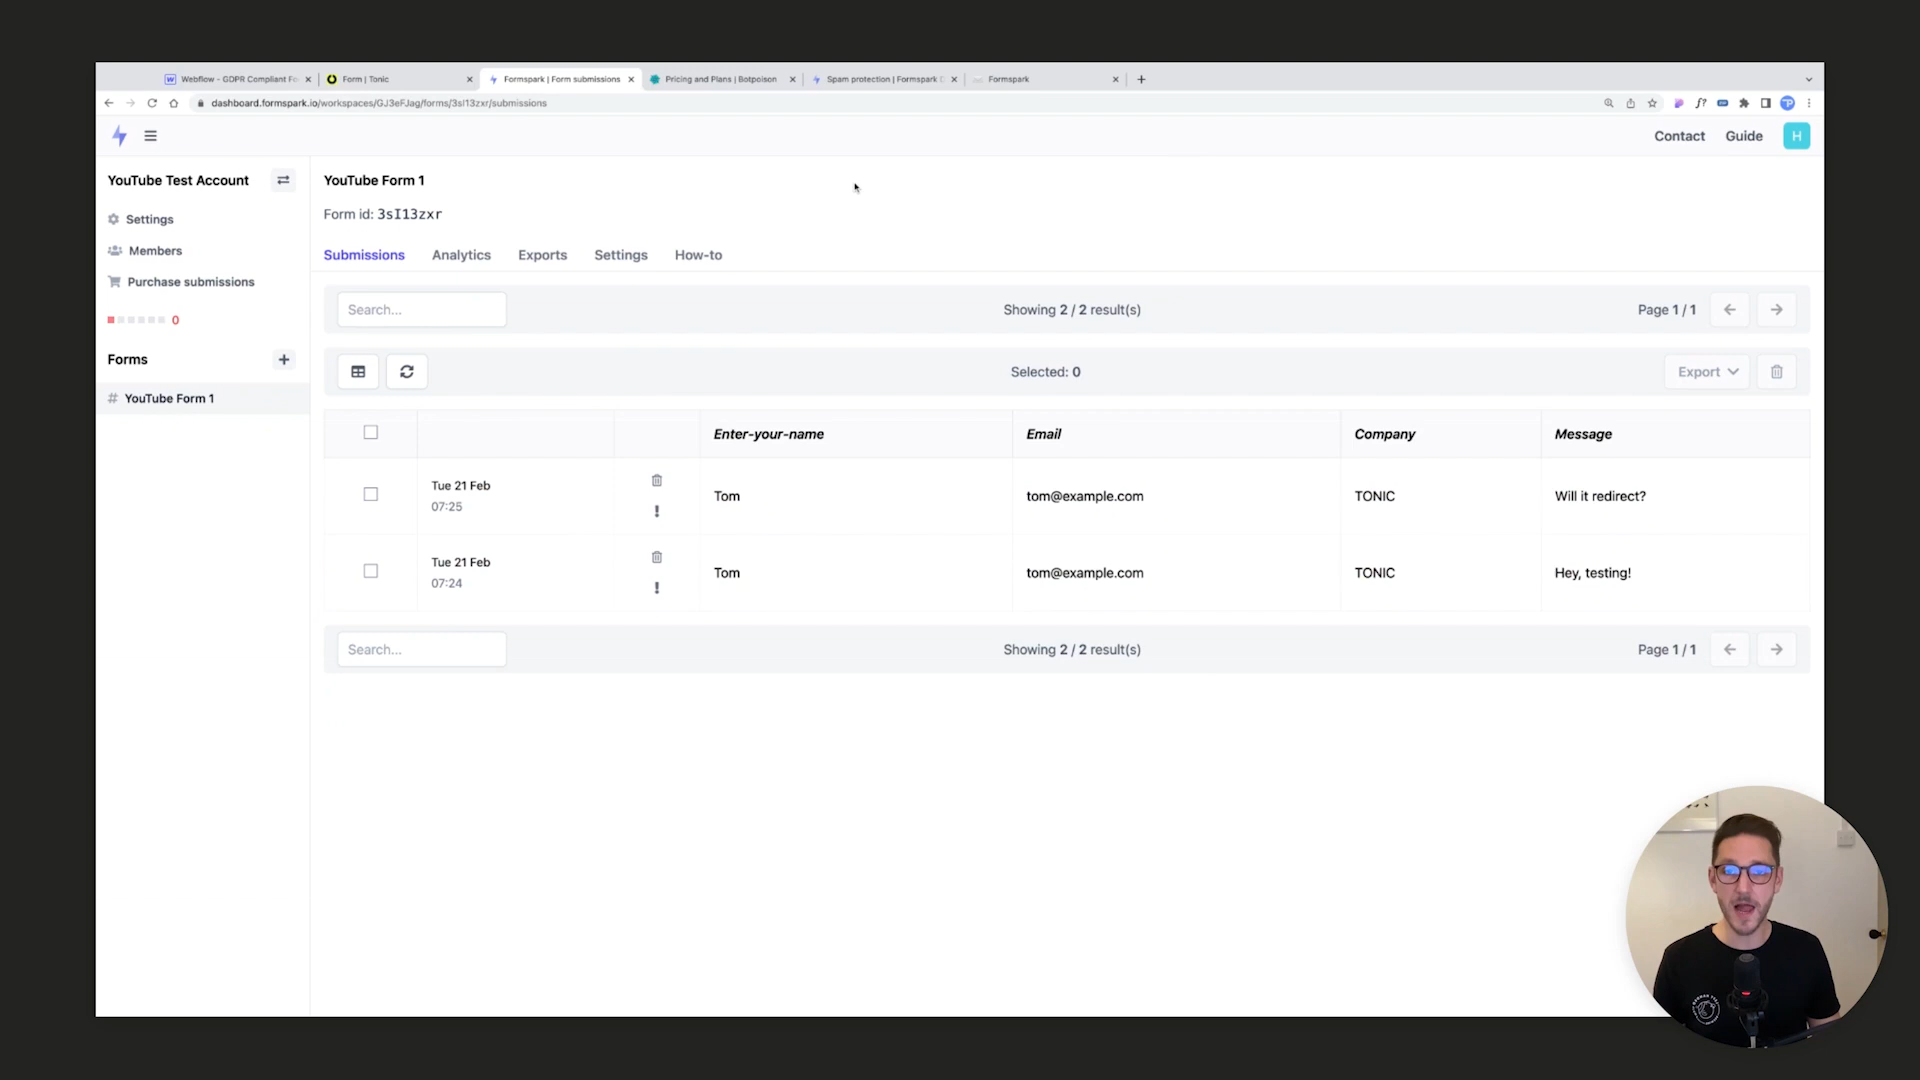 Webflow - GDPR Compliant Fo
Form | Tonic
Formspark | Form submissions
Pricing and Plans | Botpoison
Spam protection | Formspark D
Formspark
dashboard.formspark.io/workspaces/GJ3eFJag/forms/3sI13zxr/submissions
Contact
Guide
H
YouTube Test Account
Settings
Members
Purchase submissions
0
Forms
# YouTube Form 1
YouTube Form 1
Form id: 3sI13zxr
Submissions
Analytics
Exports
Settings
How-to
Search...
Showing 2 / 2 result(s)
Page 1 / 1
Selected: 0
Export
Enter-your-name
Email
Company
Message
Tue 21 Feb
07:25
Tom
tom@example.com
TONIC
Will it redirect?
Tue 21 Feb
07:24
Tom
tom@example.com
TONIC
Hey, testing!
Search...
Showing 2 / 2 result(s)
Page 1 / 1